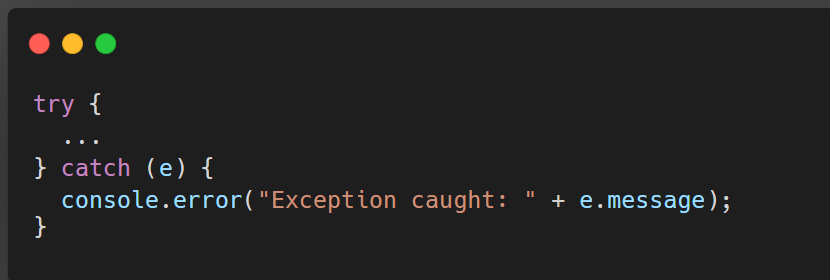 try {
  ...
} catch (e) {
  console.error("Exception caught: " + e.message);
}